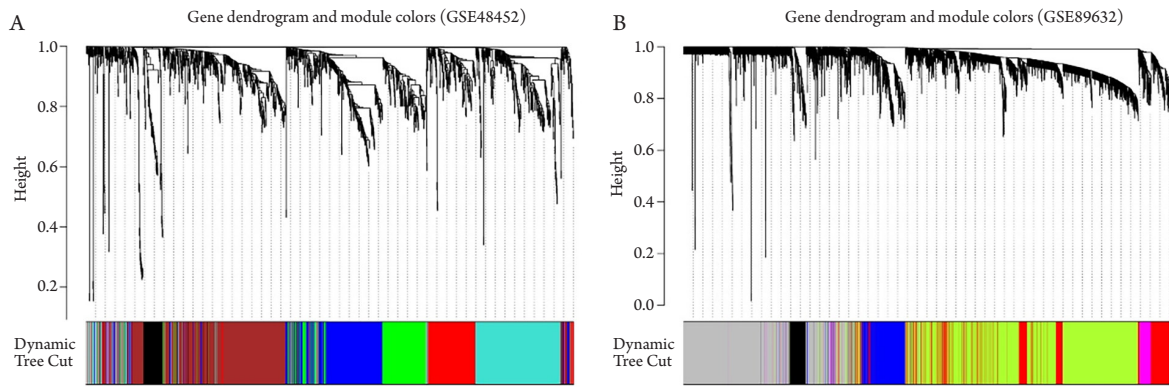 A
Gene dendrogram and module colors (GSE48452)
1.0
0.8
0.6
0.4
0.2
Height
Dynamic
Tree Cut
B
Gene dendrogram and module colors (GSE89632)
1.0
0.8
0.6
0.4
0.2
0.0
Height
Dynamic
Tree Cut